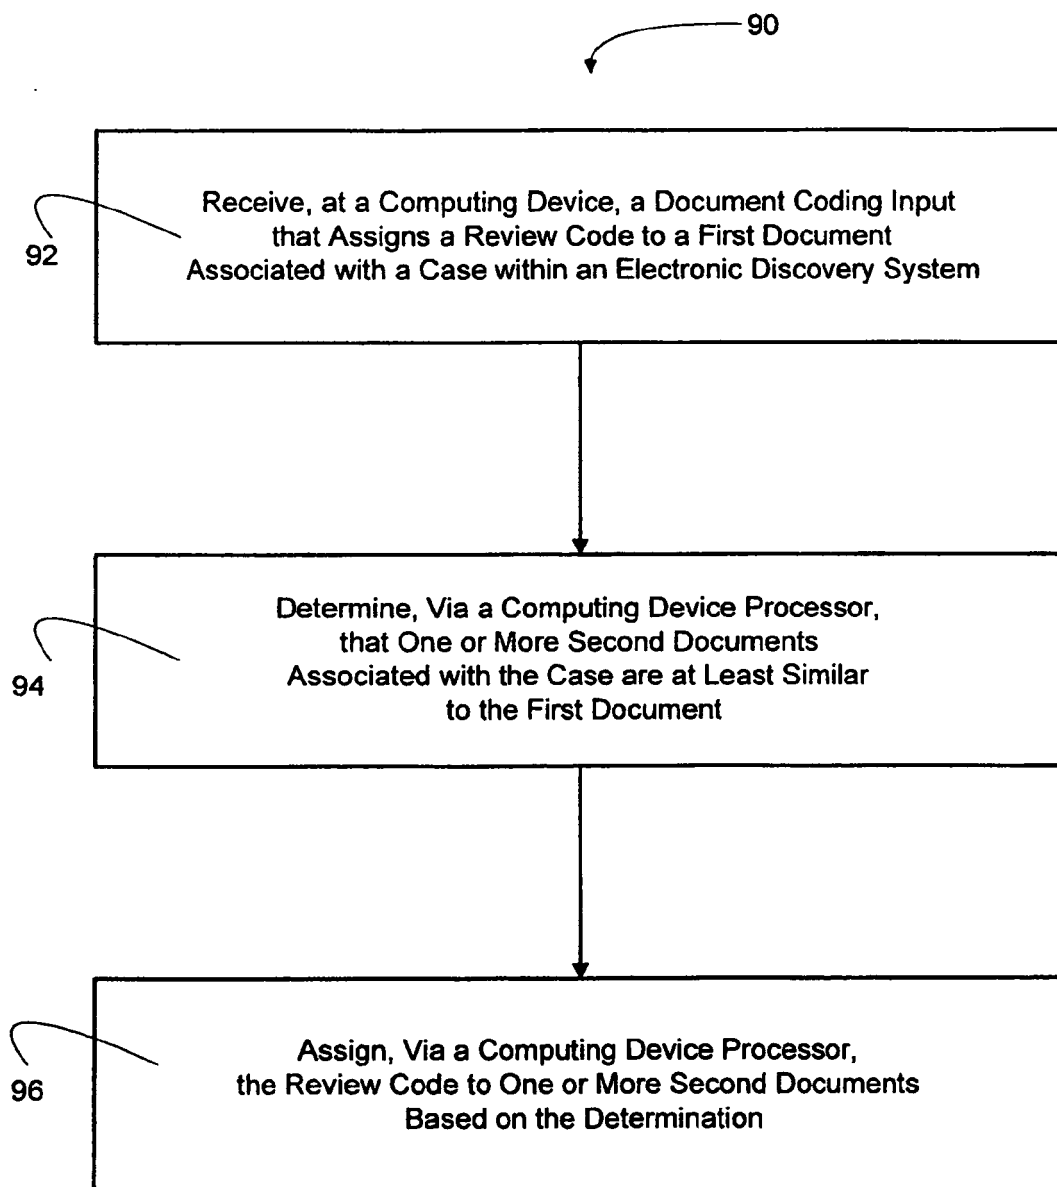 90
Receive, at a Computing Device, a Document Coding Input
that Assigns a Review Code to a First Document
Associated with a Case within an Electronic Discovery System
92
Determine, Via a Computing Device Processor,
that One or More Second Documents
Associated with the Case are at Least Similar
to the First Document
94
Assign, Via a Computing Device Processor,
the Review Code to One or More Second Documents
Based on the Determination
96